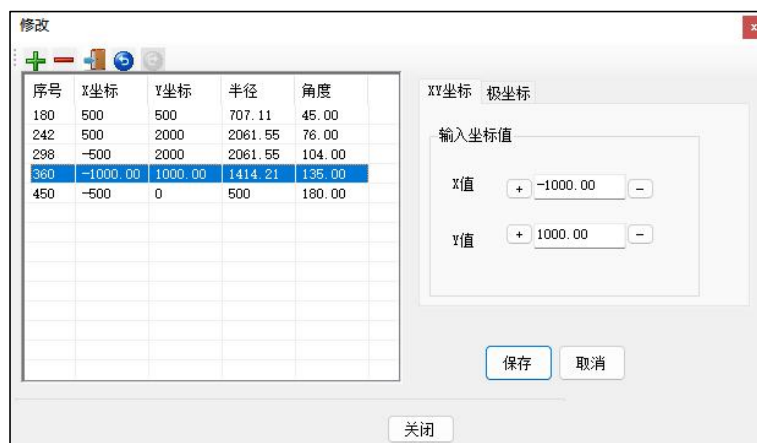 修改
x
序号 X坐标 Y坐标 半径 角度
180 500 500 707.11 45.00
242 500 2000 2061.55 76.00
298 -500 2000 2061.55 104.00
360 -1000.00 1000.00 1414.21 135.00
450 -500 0 500 180.00
XY坐标 极坐标
输入坐标值
X值 + -1000.00 -
Y值 + 1000.00 -
保存 取消
关闭